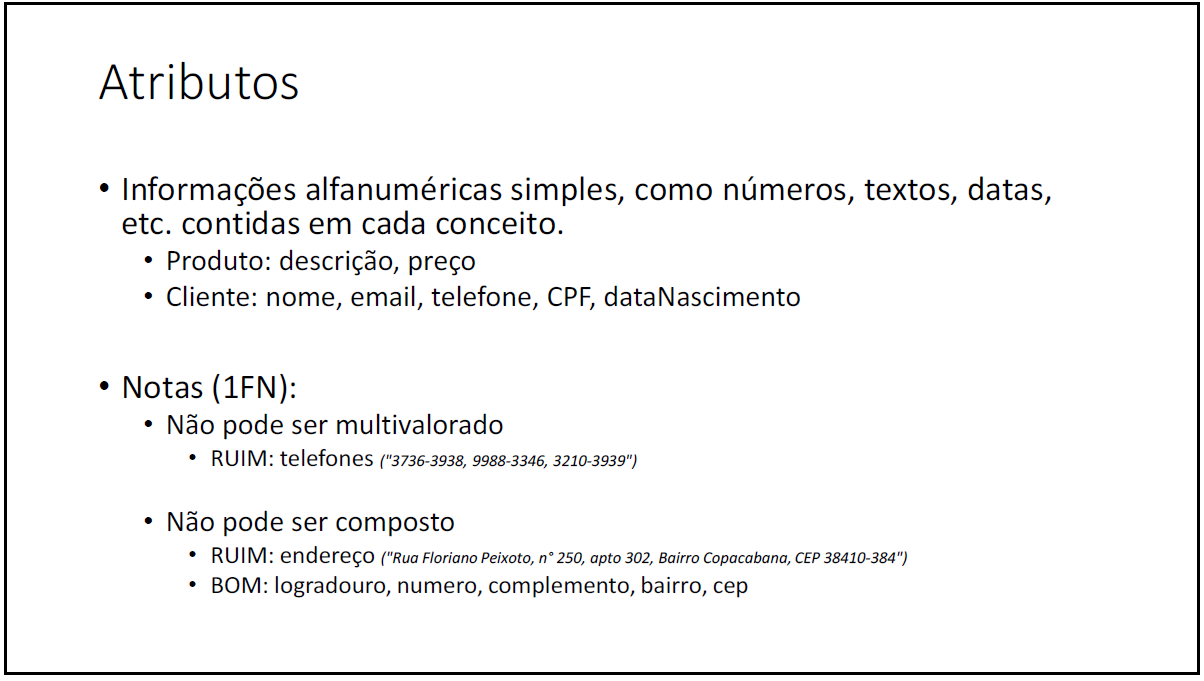 Atributos
• Informações alfanuméricas simples, como números, textos, datas,
etc. contidas em cada conceito.
• Produto: descrição, preço
• Cliente: nome, email, telefone, CPF, dataNascimento
• Notas (1FN):
• Não pode ser multivalorado
• RUIM: telefones ("3736-3938, 9988-3346, 3210-3939")
• Não pode ser composto
• RUIM: endereço ("Rua Floriano Peixoto, n° 250, apto 302, Bairro Copacabana, CEP 38410-384")
• BOM: logradouro, numero, complemento, bairro, cep